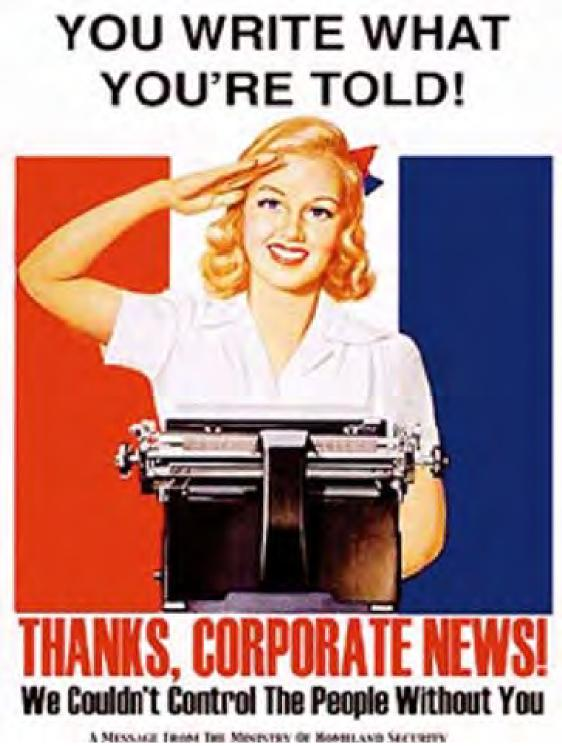 YOU WRITE WHAT
YOU'RE TOLD!
THANKS, CORPORATE NEWS!
We Couldn't Control The People Without You
A MESSAGE FROM THE MINISTRY OF HOMELAND SECURITY